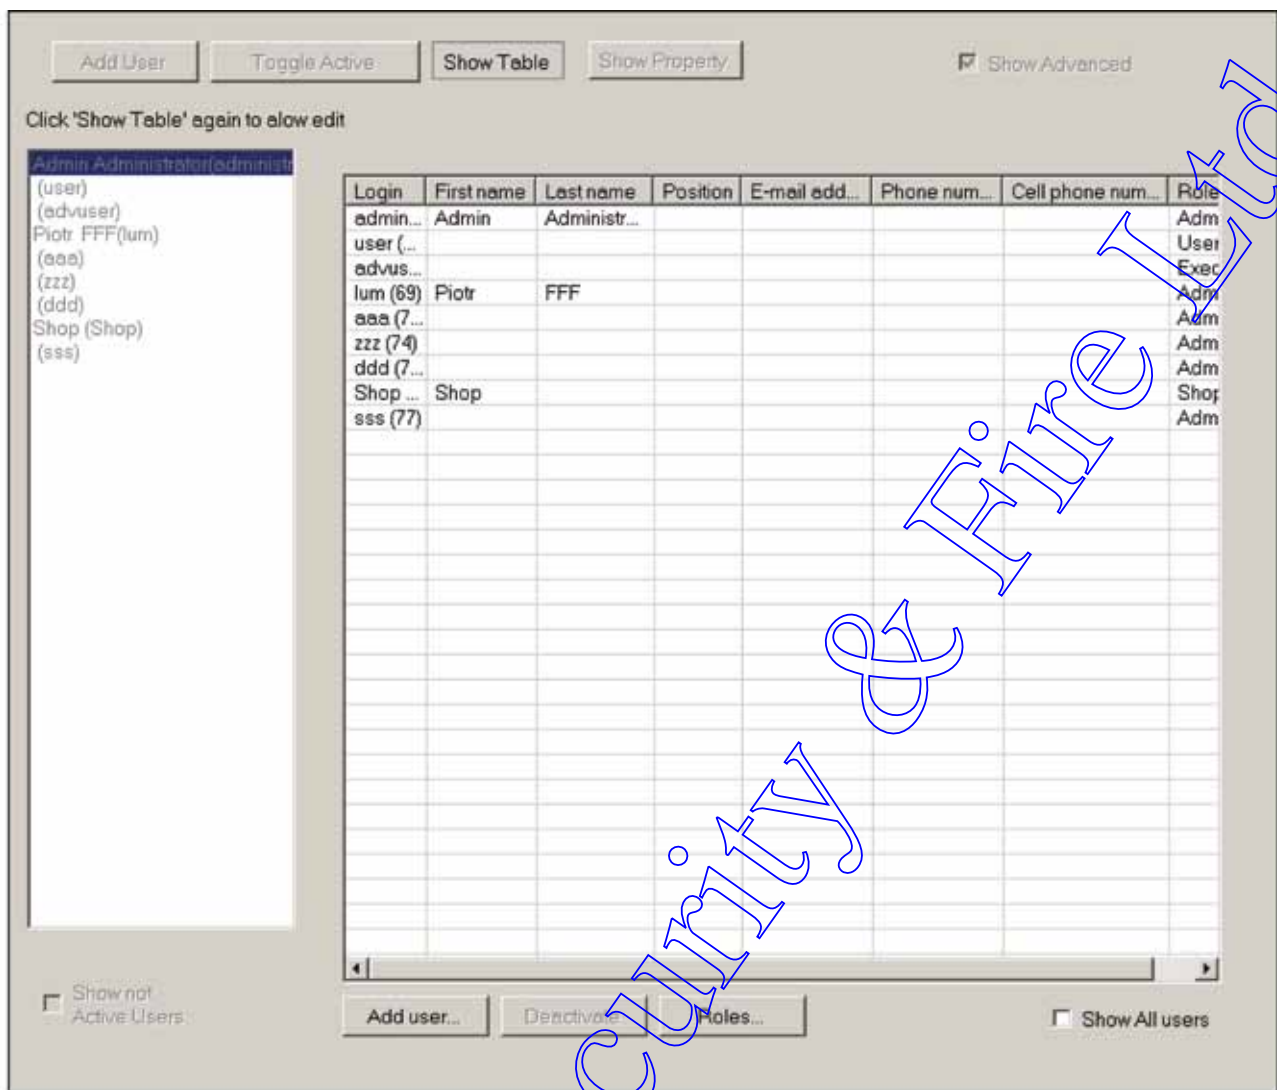 Add User Toggle Active Show Table Show Property Show Advanced
Click 'Show Table' again to alow edit
Admin Administrator(administr
(user)
(advuser)
Piotr FFF(lum)
(aaa)
(zzz)
(ddd)
Shop (Shop)
(sss)
Login First name Last name Position E-mail add... Phone num... Cell phone num... Role
admin... Admin Administr... Adm
user (... User
advus... Exec
lum (69) Piotr FFF Adm
aaa (7... Adm
zzz (74) Adm
ddd (7... Adm
Shop ... Shop Shop
sss (77) Adm
Show not
Active Users
Add user... Deactivate Roles... Show All users
curity & Fire Ltd